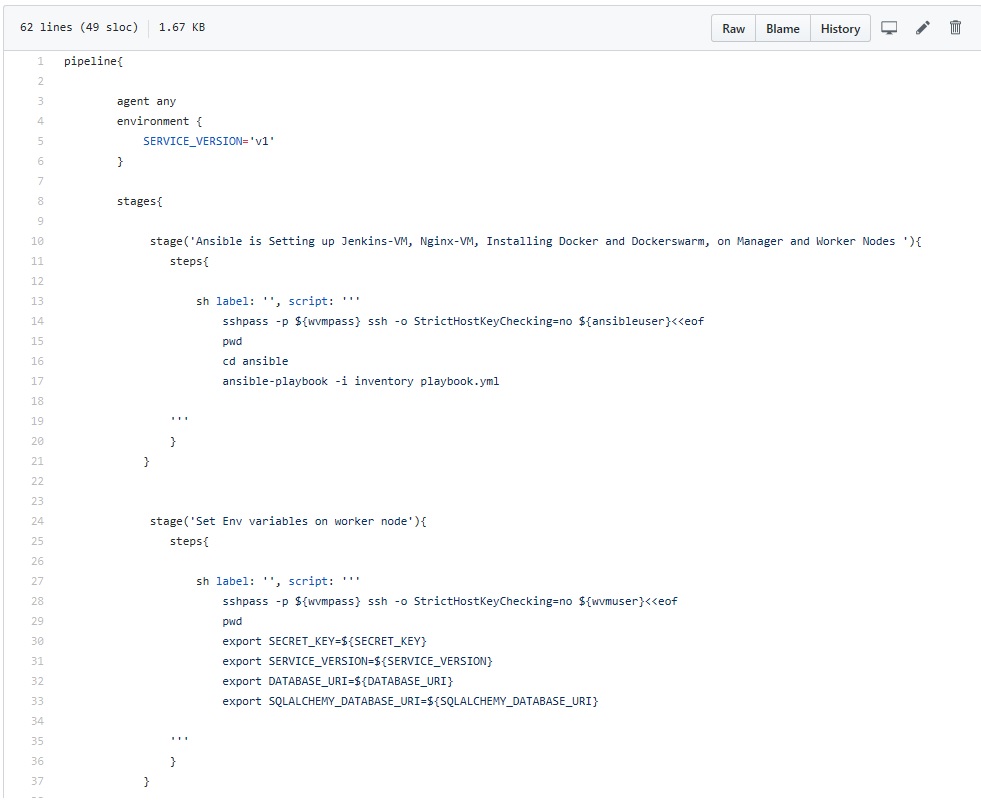 62 lines (49 sloc) 1.67 KB Raw Blame History
1 pipeline{
2
3 agent any
4 environment {
5 SERVICE_VERSION='v1'
6 }
7
8 stages{
9
10 stage('Ansible is Setting up Jenkins-VM, Nginx-VM, Installing Docker and Dockerswarm, on Manager and Worker Nodes '){
11 steps{
12
13 sh label: '', script: '''
14 sshpass -p ${wvmpass} ssh -o StrictHostKeyChecking=no ${ansibleuser}<<eof
15 pwd
16 cd ansible
17 ansible-playbook -i inventory playbook.yml
18
19 '''
20 }
21 }
22
23
24 stage('Set Env variables on worker node'){
25 steps{
26
27 sh label: '', script: '''
28 sshpass -p ${wvmpass} ssh -o StrictHostKeyChecking=no ${wvmuser}<<eof
29 pwd
30 export SECRET_KEY=${SECRET_KEY}
31 export SERVICE_VERSION=${SERVICE_VERSION}
32 export DATABASE_URI=${DATABASE_URI}
33 export SQLALCHEMY_DATABASE_URI=${SQLALCHEMY_DATABASE_URI}
34
35 '''
36 }
37 }